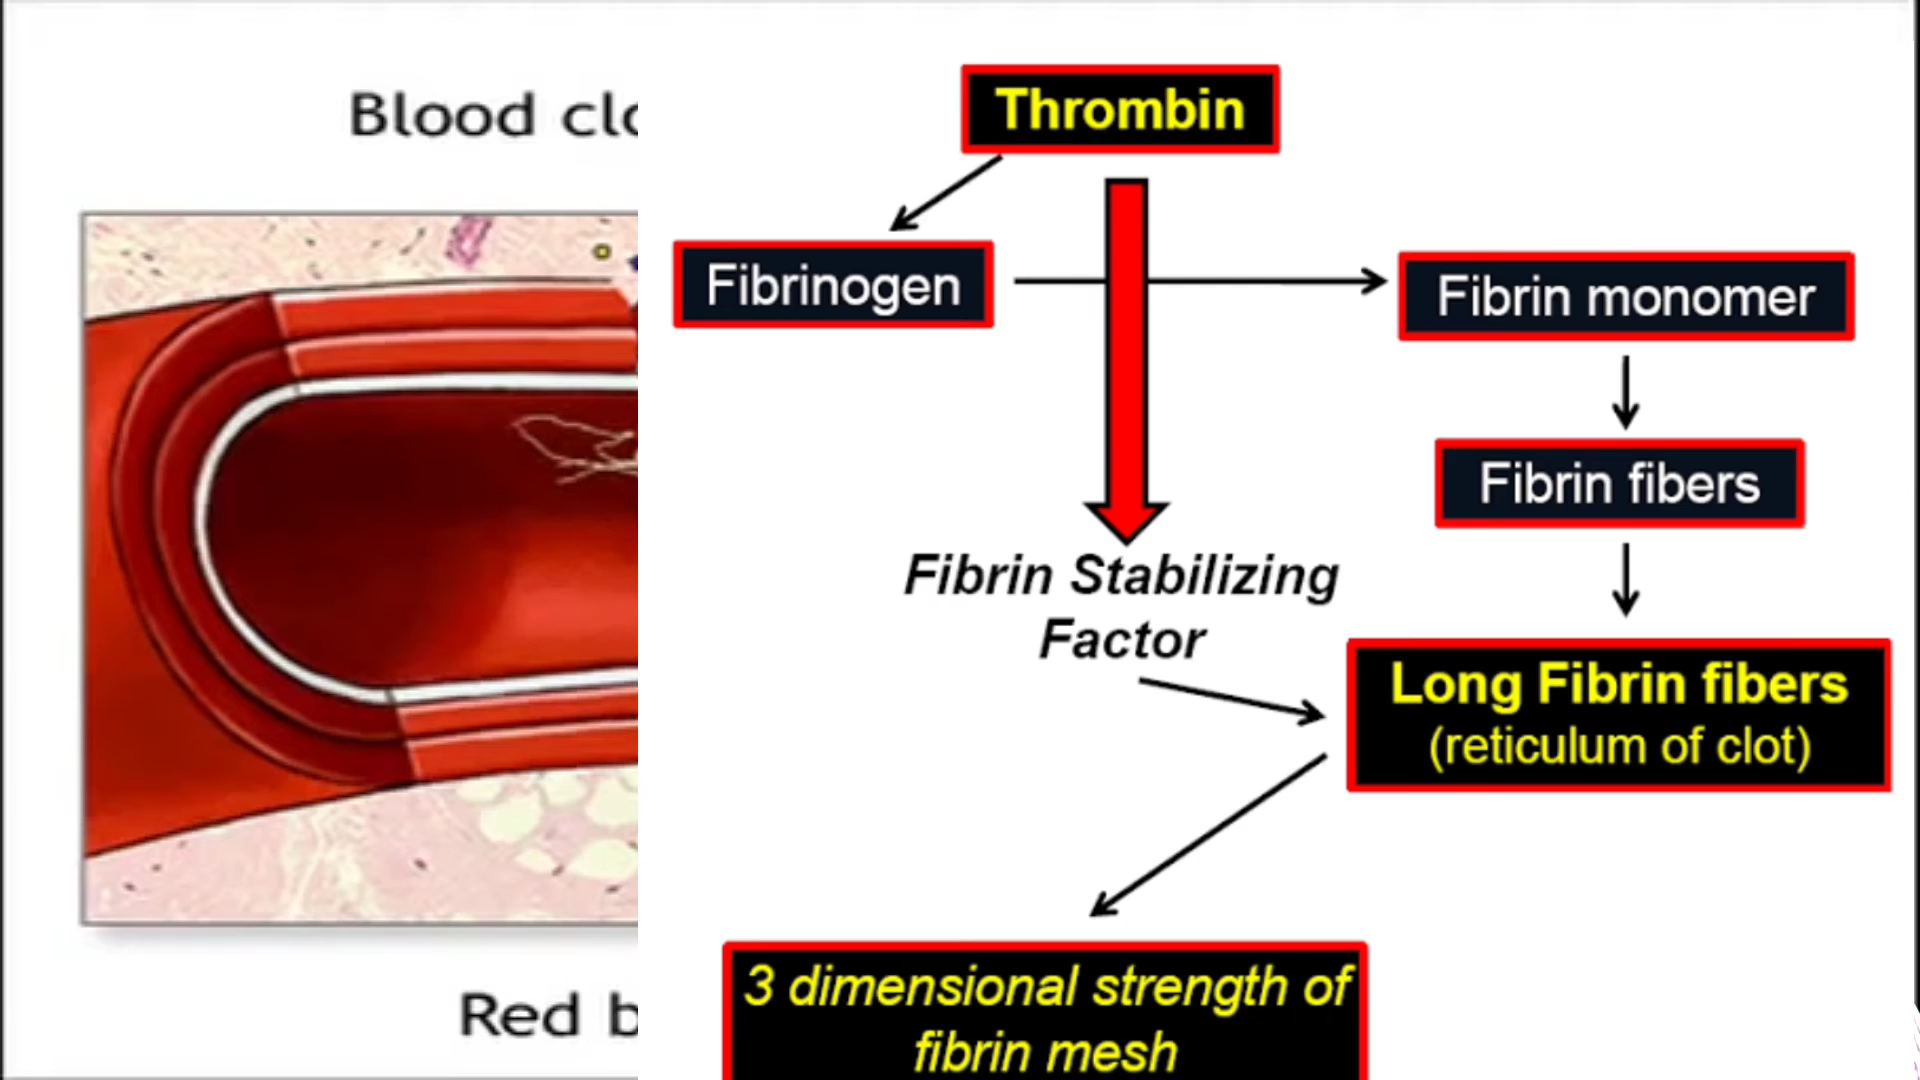 Blood clo
Thrombin
Fibrinogen
Fibrin monomer
Fibrin fibers
Fibrin Stabilizing
Factor
Long Fibrin fibers
(reticulum of clot)
3 dimensional strength of
fibrin mesh
Red b